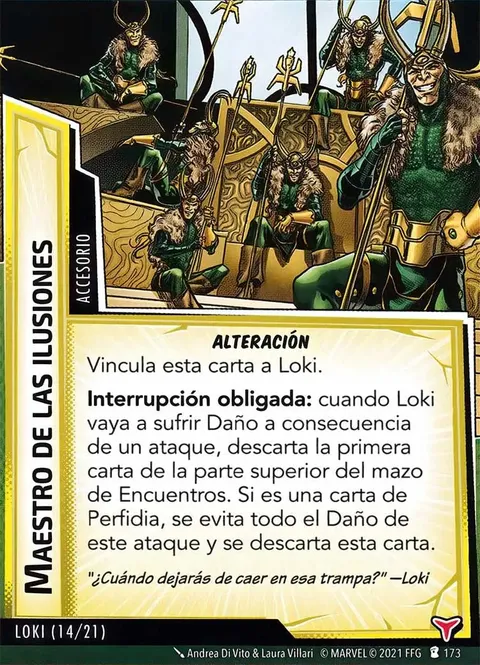 MAESTRO DE LAS ILUSIONES
ACCESORIO
ALTERACIÓN
Vincula esta carta a Loki.
Interrupción obligada: cuando Loki
vaya a sufrir Daño a consecuencia
de un ataque, descarta la primera
carta de la parte superior del mazo
de Encuentros. Si es una carta de
Perfidia, se evita todo el Daño de
este ataque y se descarta esta carta.
"¿Cuándo dejarás de caer en esa trampa?" —Loki
LOKI (14/21)
Andrea Di Vito & Laura Villari © MARVEL © 2021 FFG 173